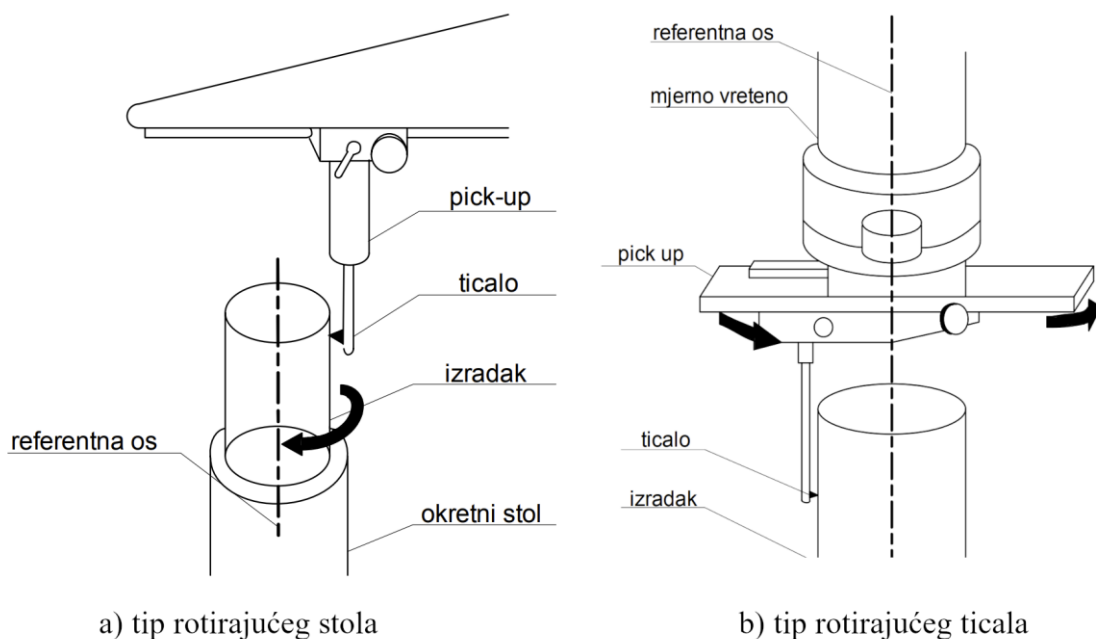 pick-up
ticalo
izradak
referentna os
okretni stol
a) tip rotirajućeg stola
referentna os
mjerno vreteno
pick up
ticalo
izradak
b) tip rotirajućeg ticala